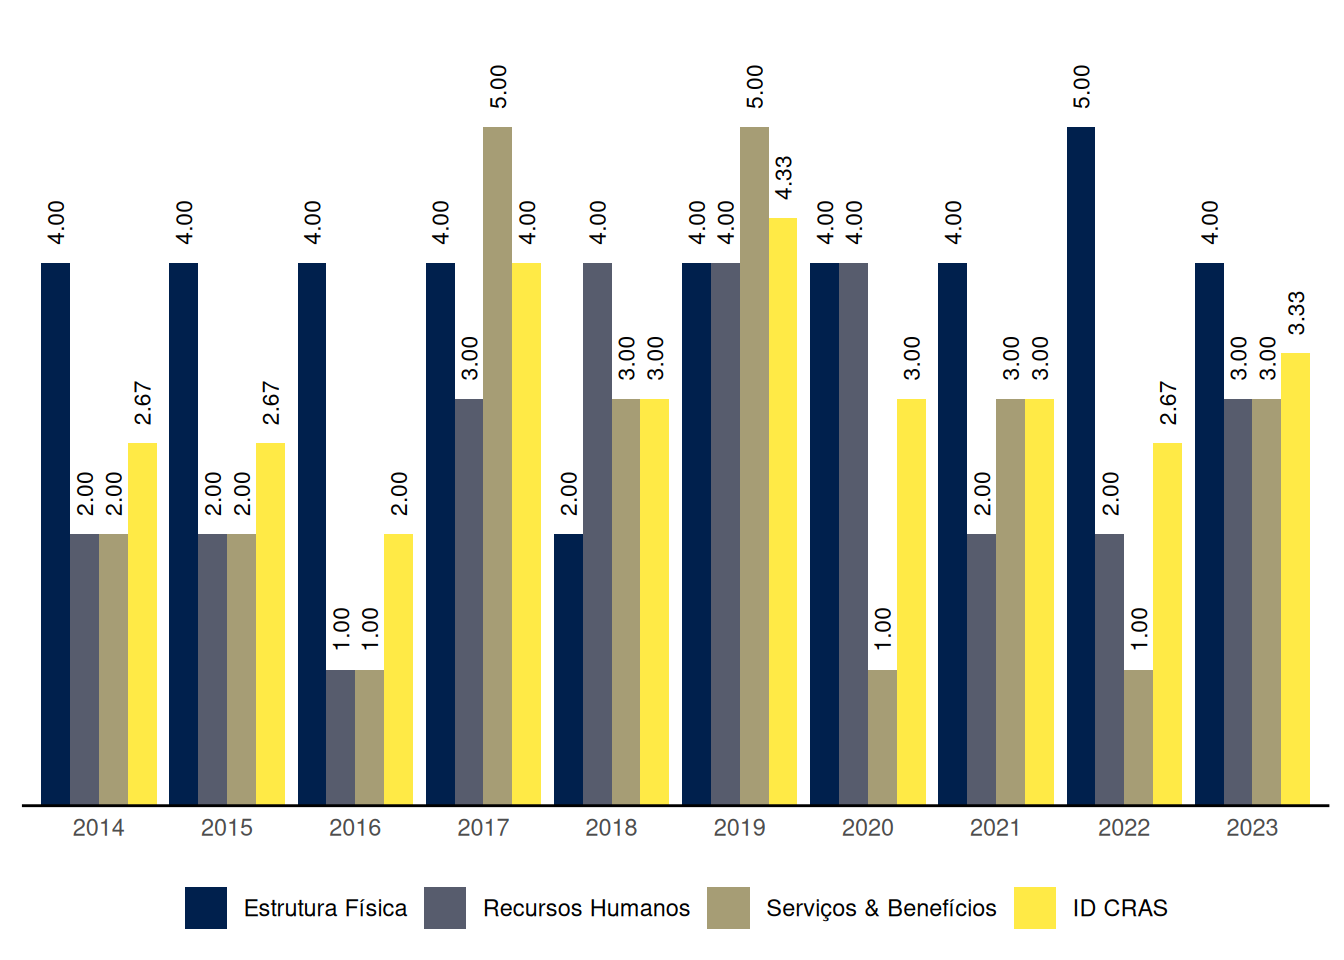 4.00 2.00 2.00 2.67
4.00 2.00 2.00 2.67
4.00 1.00 1.00 2.00
4.00 3.00 5.00 4.00
2.00 4.00 3.00 3.00
4.00 4.00 5.00 4.33
4.00 4.00 1.00 3.00
4.00 2.00 3.00 3.00
5.00 2.00 1.00 2.67
4.00 3.00 3.00 3.33
2014 2015 2016 2017 2018 2019 2020 2021 2022 2023
Estrutura Física Recursos Humanos Serviços & Benefícios ID CRAS